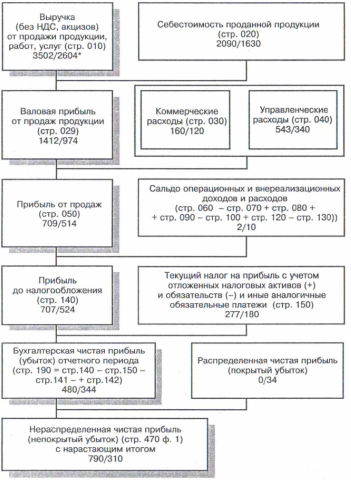 Выручка
(без НДС, акцизов)
от продажи продукции,
работ, услуг (стр. 010)
3502/2604*
Себестоимость проданной продукции
(стр. 020)
2090/1630
Валовая прибыль
от продаж продукции
(стр. 029)
1412/974
Коммерческие
расходы (стр. 030)
160/120
Управленческие
расходы (стр. 040)
543/340
Прибыль от продаж
(стр. 050)
709/514
Сальдо операционных и внереализационных
доходов и расходов
(стр. 060 – стр. 070 + стр. 080 +
+ стр. 090 – стр. 100 + стр. 120 – стр. 130))
2/10
Прибыль
до налогообложения
(стр. 140)
707/524
Текущий налог на прибыль с учетом
отложенных налоговых активов (+)
и обязательств (–) и иные аналогичные
обязательные платежи (стр. 150)
277/180
Бухгалтерская чистая прибыль
(убыток) отчетного периода
(стр. 190 = стр.140 – стр.150 –
– стр.141 – + стр.142)
480/344
Распределенная чистая прибыль
(покрытый убыток)
0/34
Нераспределенная чистая прибыль
(непокрытый убыток) (стр. 470 ф. 1)
с нарастающим итогом
790/310